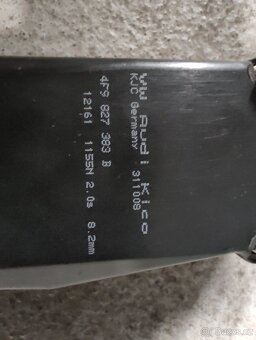 VW Audi Kico
KJC Germany 311008
4F9 827 383 B
12161 1155N 2.0s 8.2mm